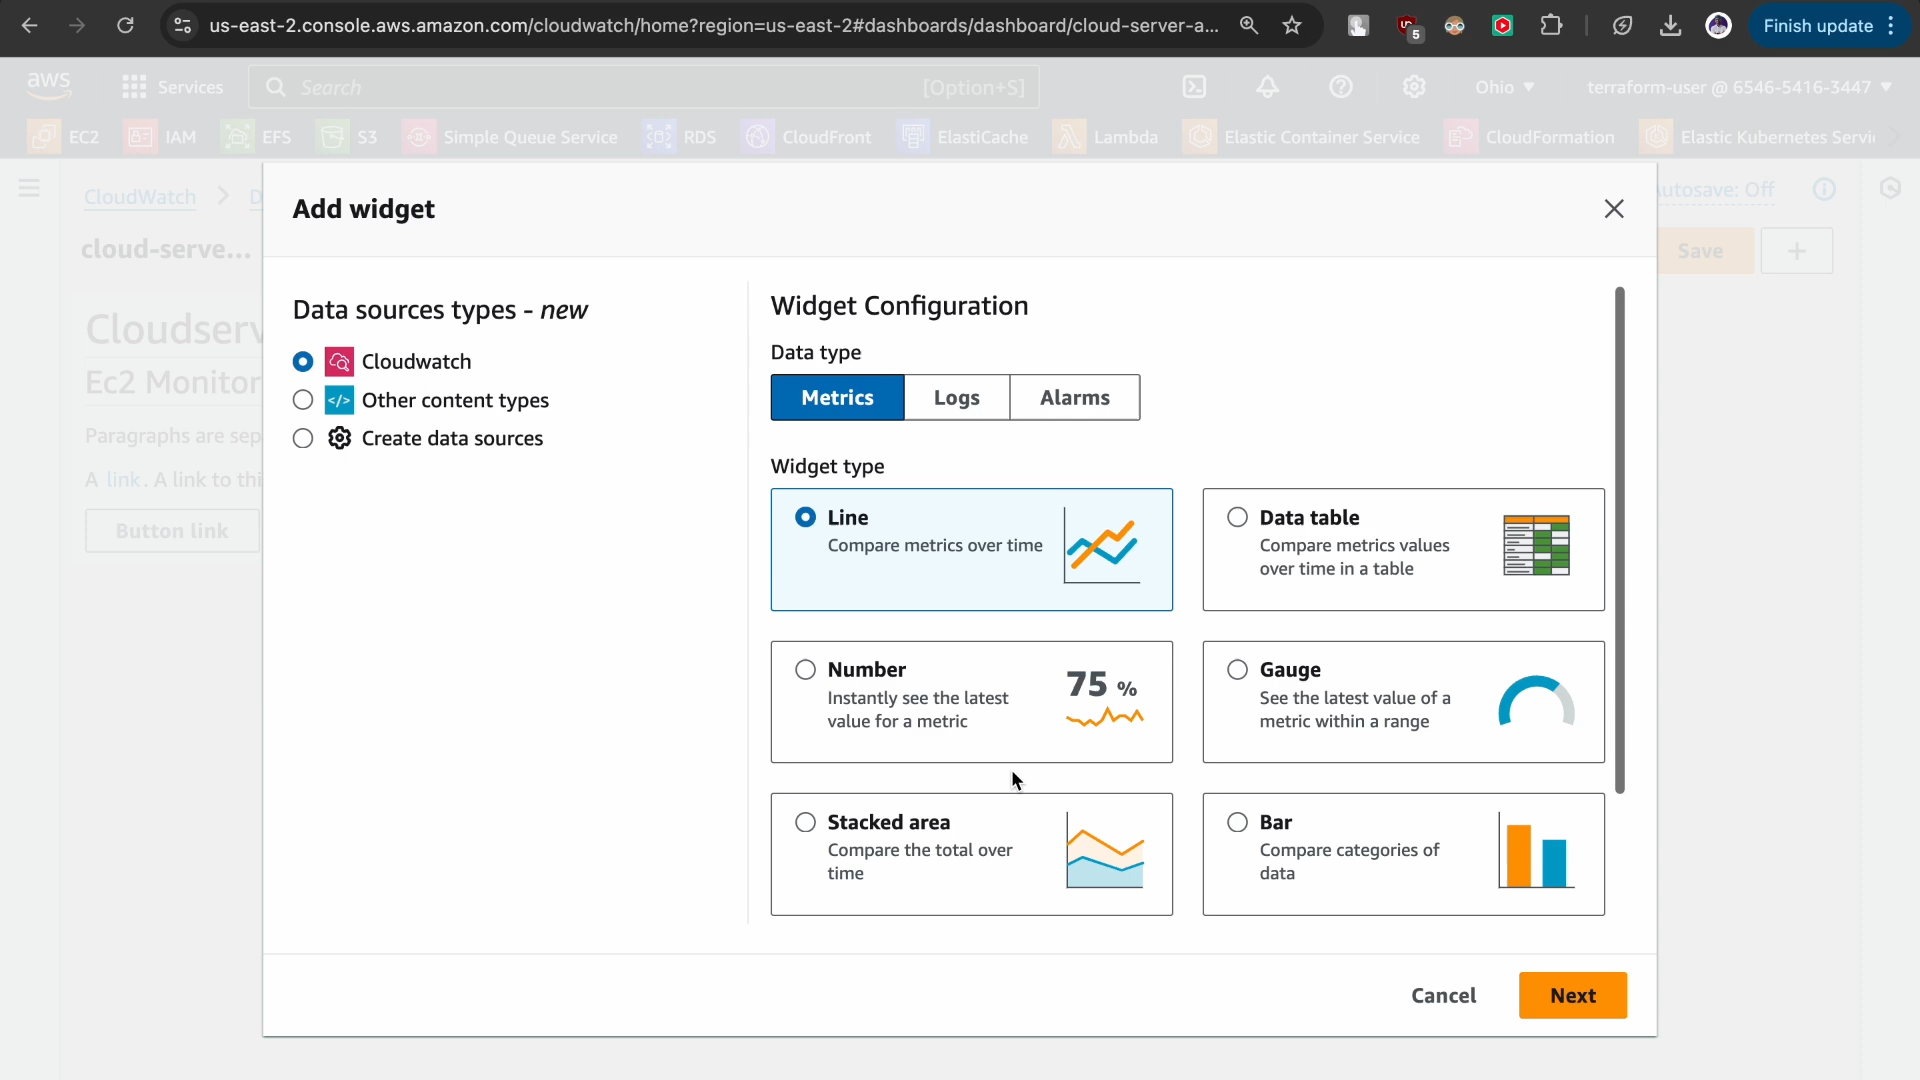 us-east-2.console.aws.amazon.com/cloudwatch/home?region=us-east-2#dashboards/dashboard/cloud-server-a...
5
Finish update
aws
Services
Search
[Option+S]
Ohio
terraform-user @ 6546-5416-3447
EC2
IAM
EFS
S3
Simple Queue Service
RDS
CloudFront
ElastiCache
Lambda
Elastic Container Service
CloudFormation
Elastic Kubernetes Servi
CloudWatch
D
Autosave: Off
cloud-serve...
Save
Cloudserv
Ec2 Monitor
Paragraphs are sep
A link. A link to thi
Button link
Add widget
Data sources types - new
Cloudwatch
</> Other content types
Create data sources
Widget Configuration
Data type
Metrics
Logs
Alarms
Widget type
Line
Compare metrics over time
Data table
Compare metrics values
over time in a table
Number
Instantly see the latest
value for a metric
75 %
Gauge
See the latest value of a
metric within a range
Stacked area
Compare the total over
time
Bar
Compare categories of
data
Cancel
Next